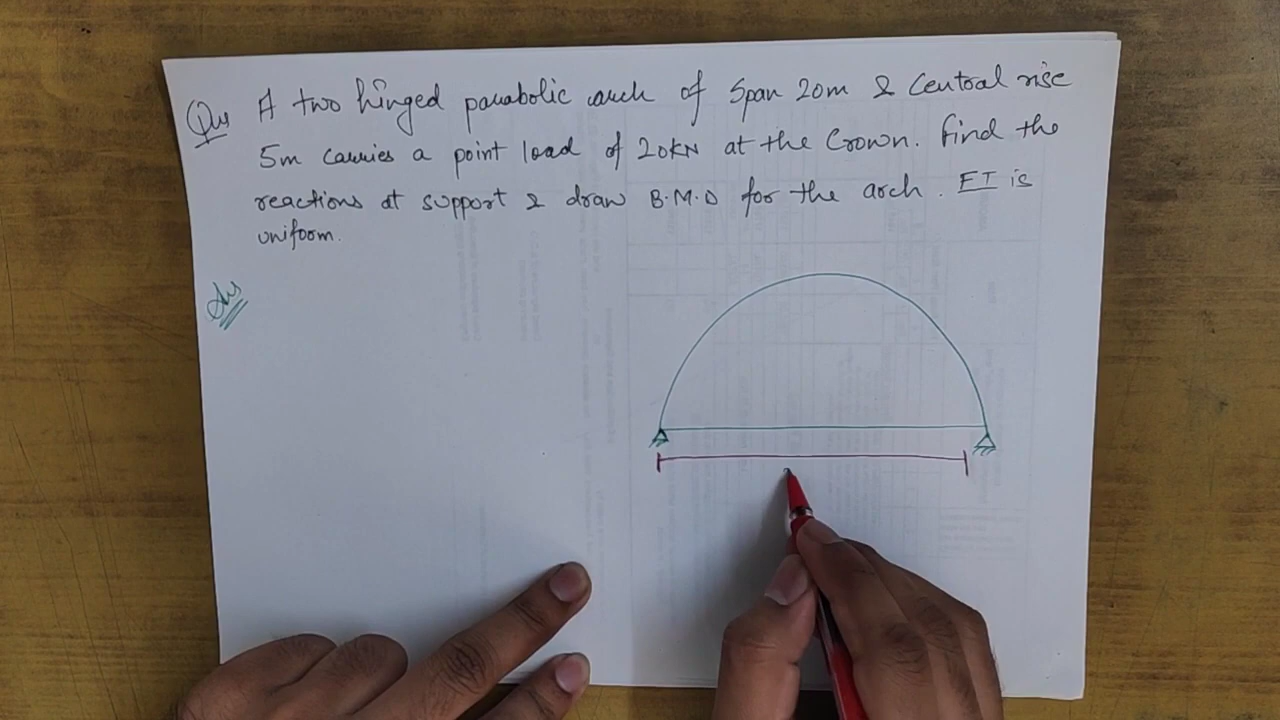 Qus A two hinged parabolic arch of Span 20m & Central rise
5m carries a point load of 20KN at the Crown. Find the
reactions at support & draw B.M.D for the arch. EI is
uniform.
Ans